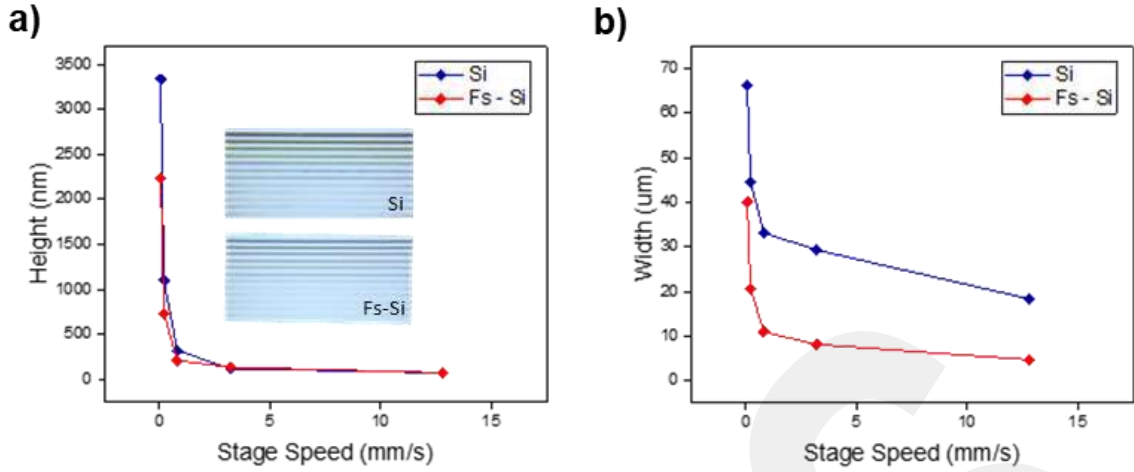 a)
3500
3000
2500
2000
1500
1000
500
0
Height (nm)
Si
Fs - Si
Si
Fs-Si
0
5
10
15
Stage Speed (mm/s)
b)
70
60
50
40
30
20
10
0
Width (um)
Si
Fs - Si
0
5
10
15
Stage Speed (mm/s)